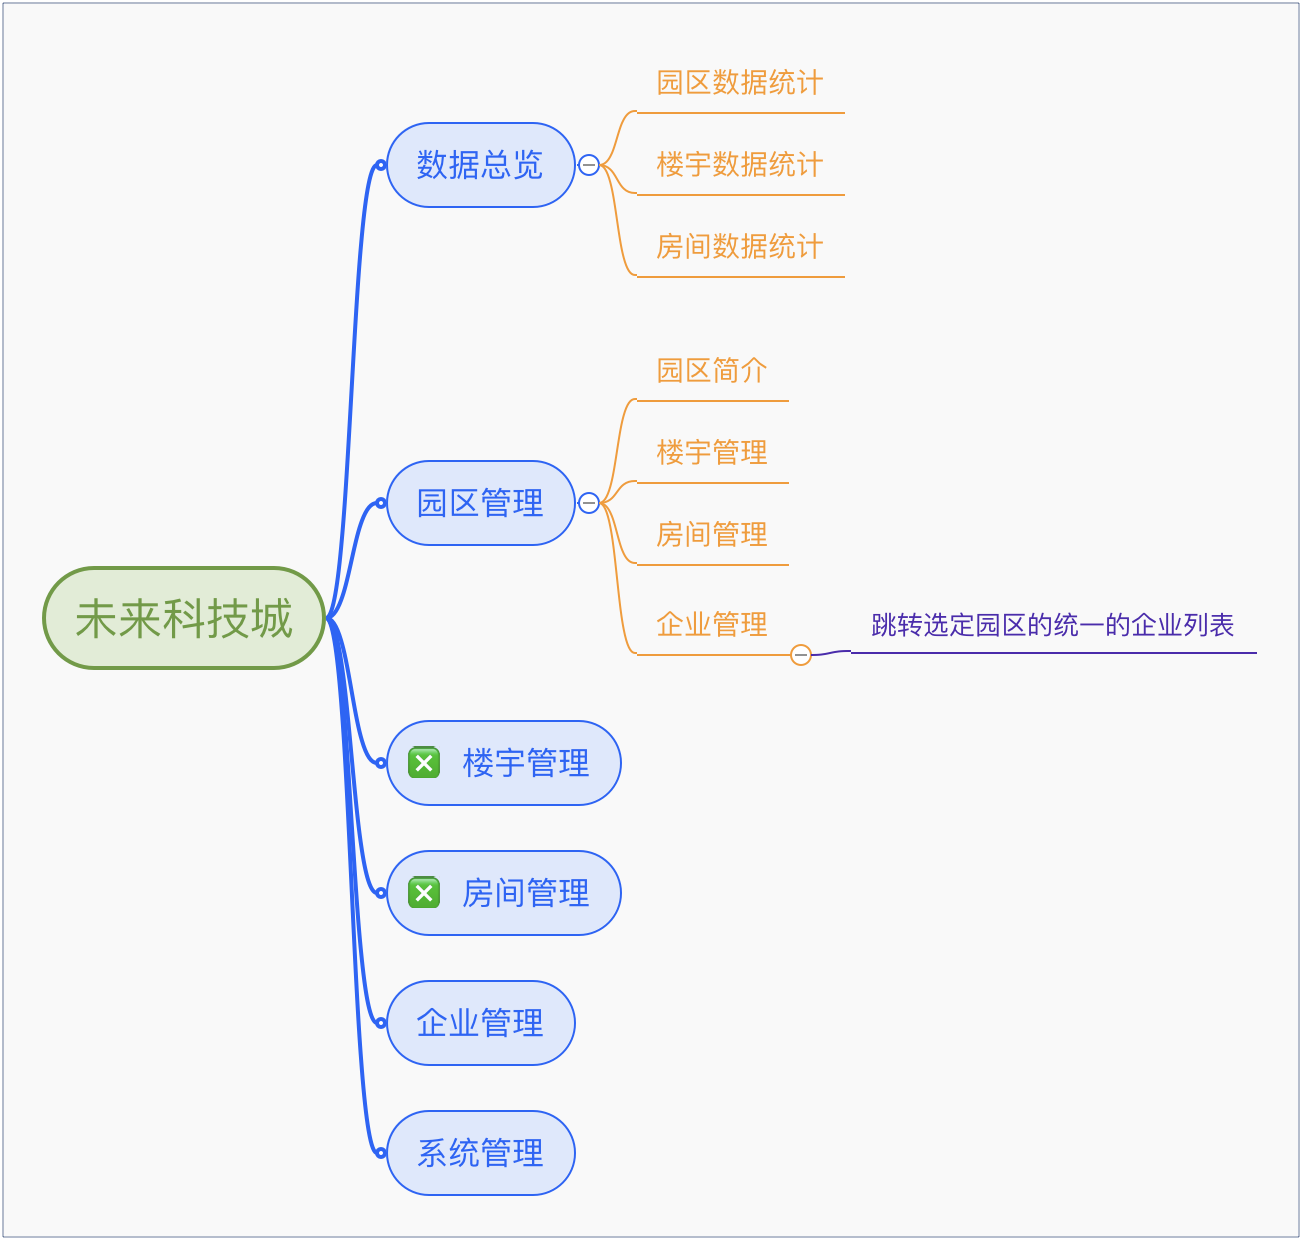 未来科技城
数据总览
园区数据统计
楼宇数据统计
房间数据统计
园区管理
园区简介
楼宇管理
房间管理
企业管理
跳转选定园区的统一的企业列表
楼宇管理
房间管理
企业管理
系统管理